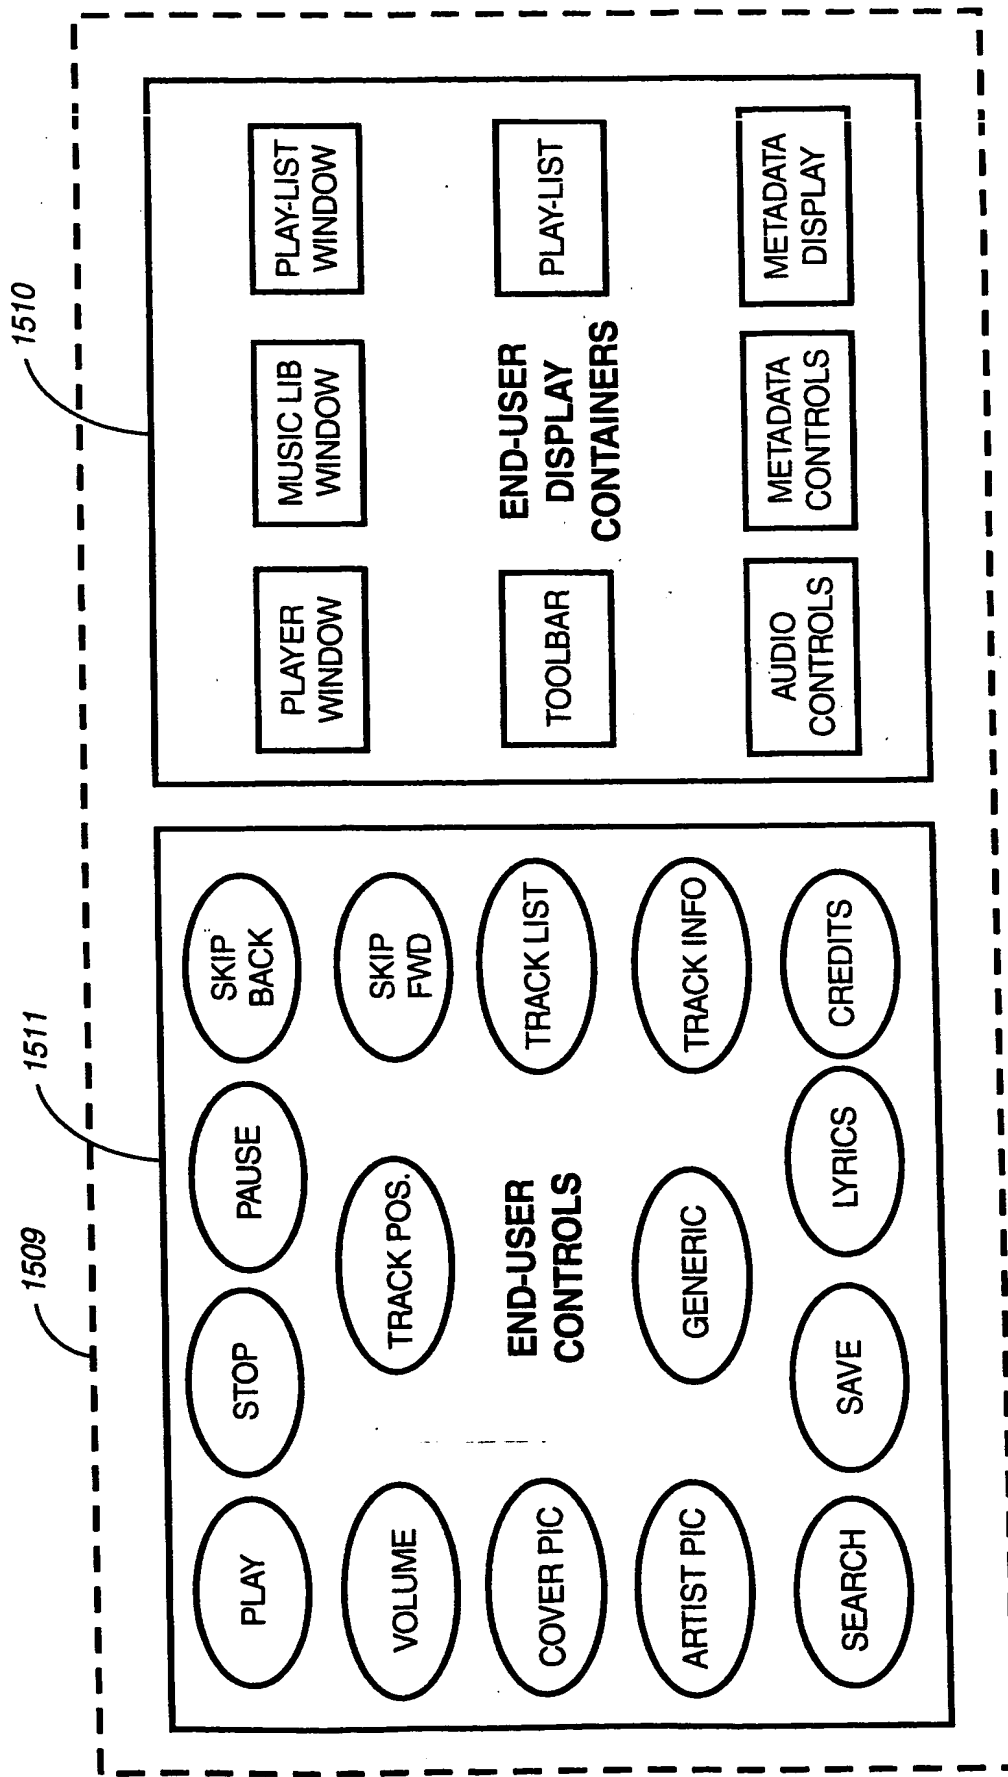 1509
1511
1510
PLAY
STOP
PAUSE
SKIP
BACK
VOLUME
TRACK POS.
SKIP
FWD
COVER PIC
END-USER
CONTROLS
TRACK LIST
ARTIST PIC
GENERIC
TRACK INFO
SEARCH
SAVE
LYRICS
CREDITS
PLAYER
WINDOW
MUSIC LIB
WINDOW
PLAY-LIST
WINDOW
TOOLBAR
END-USER
DISPLAY
CONTAINERS
PLAY-LIST
AUDIO
CONTROLS
METADATA
CONTROLS
METADATA
DISPLAY